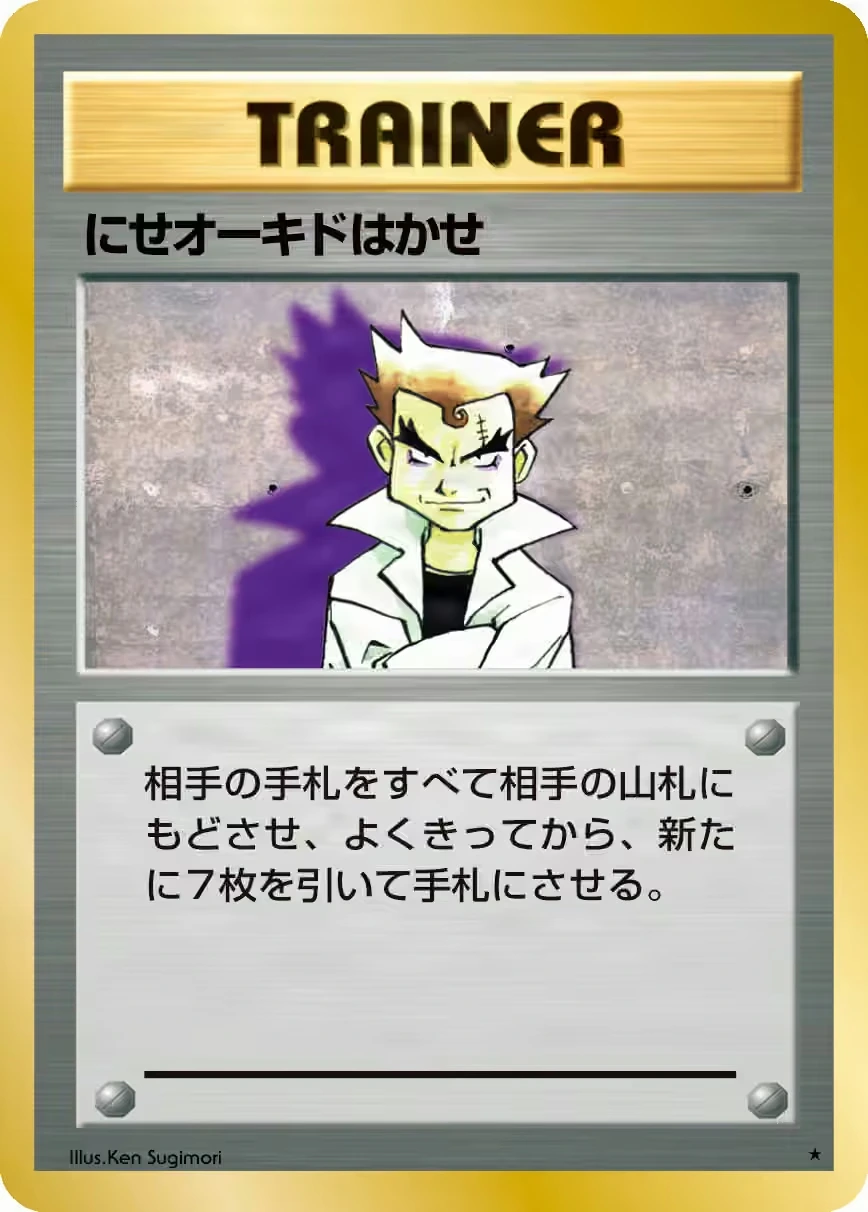 TRAINER
にせオーキドはかせ
相手の手札をすべて相手の山札に
もどさせ、よくきってから、新た
に7枚を引いて手札にさせる。
Illus.Ken Sugimori
★